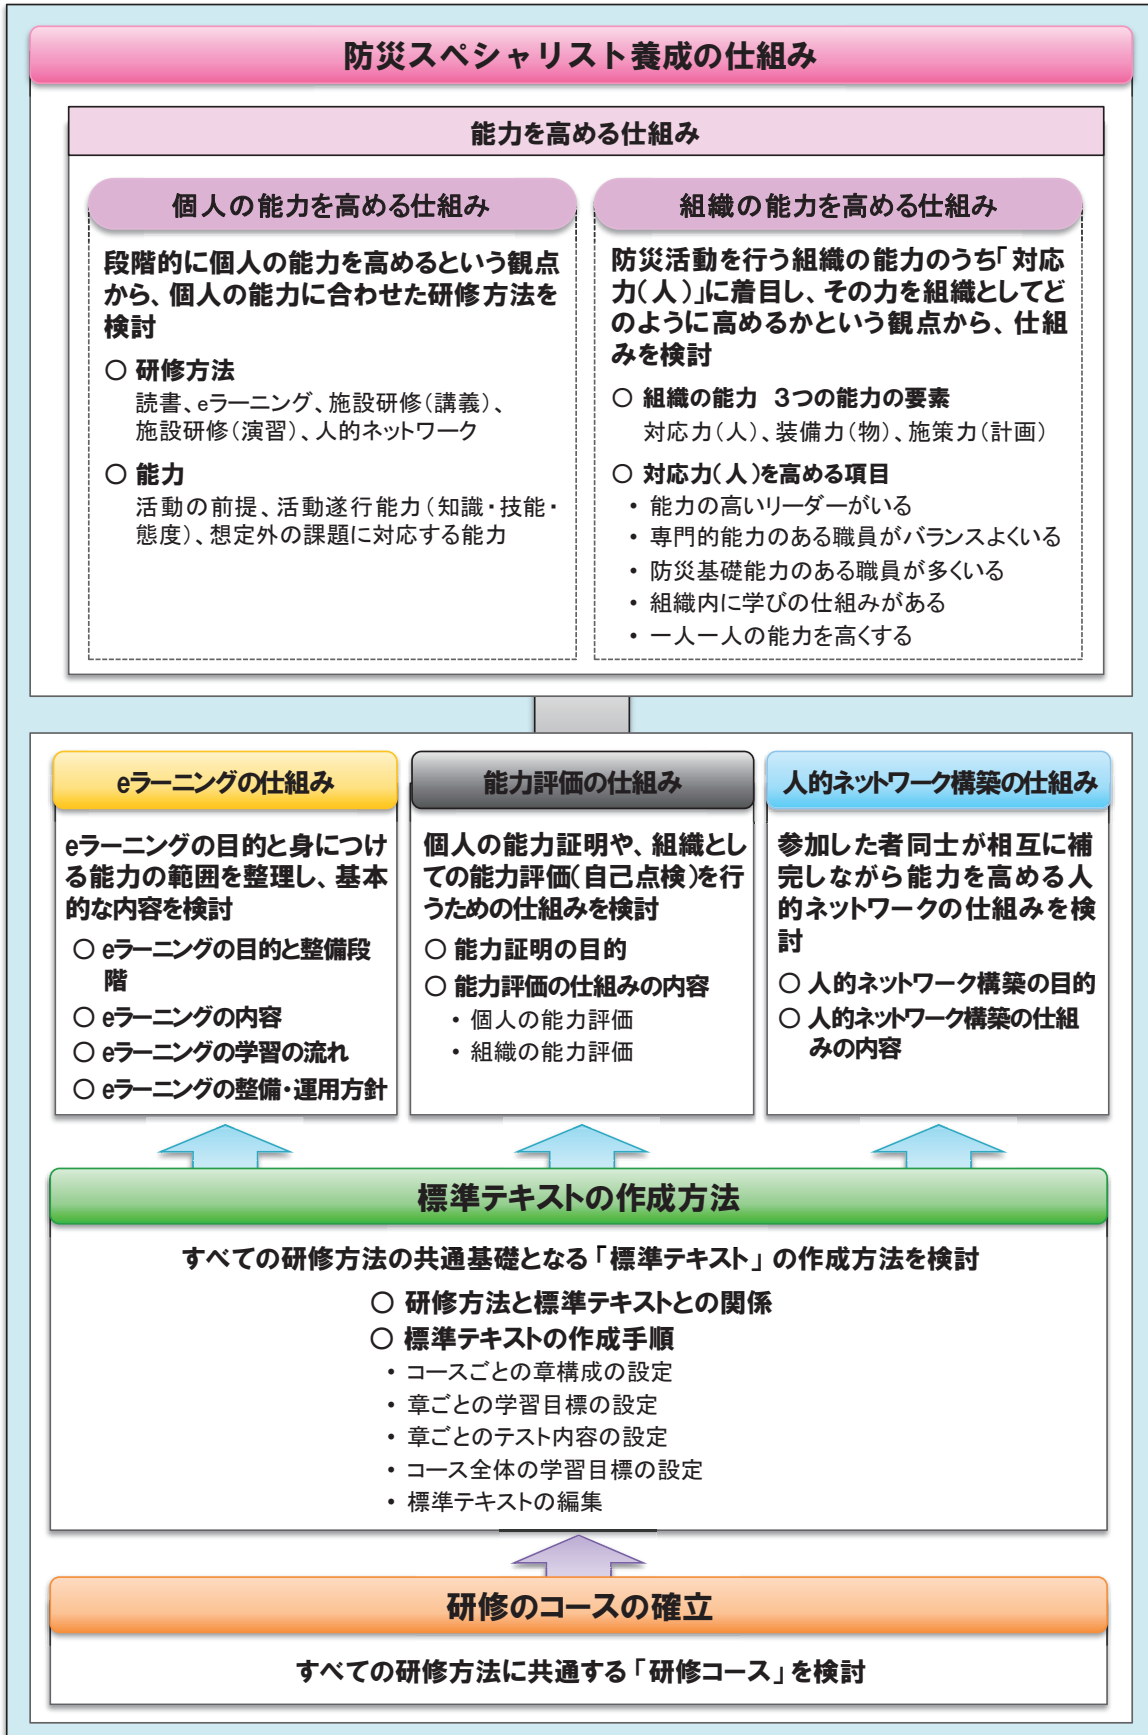 防災スペシャリスト養成の仕組み
能力を高める仕組み
個人の能力を高める仕組み
段階的に個人の能力を高めるという観点
から、個人の能力に合わせた研修方法を
検討
○ 研修方法
読書、eラーニング、施設研修(講義)、
施設研修(演習)、人的ネットワーク
○ 能力
活動の前提、活動遂行能力(知識・技能・
態度)、想定外の課題に対応する能力
組織の能力を高める仕組み
防災活動を行う組織の能力のうち「対応
力(人)」に着目し、その力を組織としてど
のように高めるかという観点から、仕組
みを検討
○ 組織の能力 3つの能力の要素
対応力(人)、装備力(物)、施策力(計画)
○ 対応力(人)を高める項目
・ 能力の高いリーダーがいる
・ 専門的能力のある職員がバランスよくいる
・ 防災基礎能力のある職員が多くいる
・ 組織内に学びの仕組みがある
・ 一人一人の能力を高くする
eラーニングの仕組み
eラーニングの目的と身につけ
る能力の範囲を整理し、基本
的な内容を検討
○ eラーニングの目的と整備段
階
○ eラーニングの内容
○ eラーニングの学習の流れ
○ eラーニングの整備・運用方針
能力評価の仕組み
個人の能力証明や、組織とし
ての能力評価(自己点検)を行
うための仕組みを検討
○ 能力証明の目的
○ 能力評価の仕組みの内容
・ 個人の能力評価
・ 組織の能力評価
人的ネットワーク構築の仕組み
参加した者同士が相互に補
完しながら能力を高める人
的ネットワークの仕組みを検
討
○ 人的ネットワーク構築の目的
○ 人的ネットワーク構築の仕組
みの内容
標準テキストの作成方法
すべての研修方法の共通基礎となる「標準テキスト」の作成方法を検討
○ 研修方法と標準テキストとの関係
○ 標準テキストの作成手順
・ コースごとの章構成の設定
・ 章ごとの学習目標の設定
・ 章ごとのテスト内容の設定
・ コース全体の学習目標の設定
・ 標準テキストの編集
研修のコースの確立
すべての研修方法に共通する「研修コース」を検討